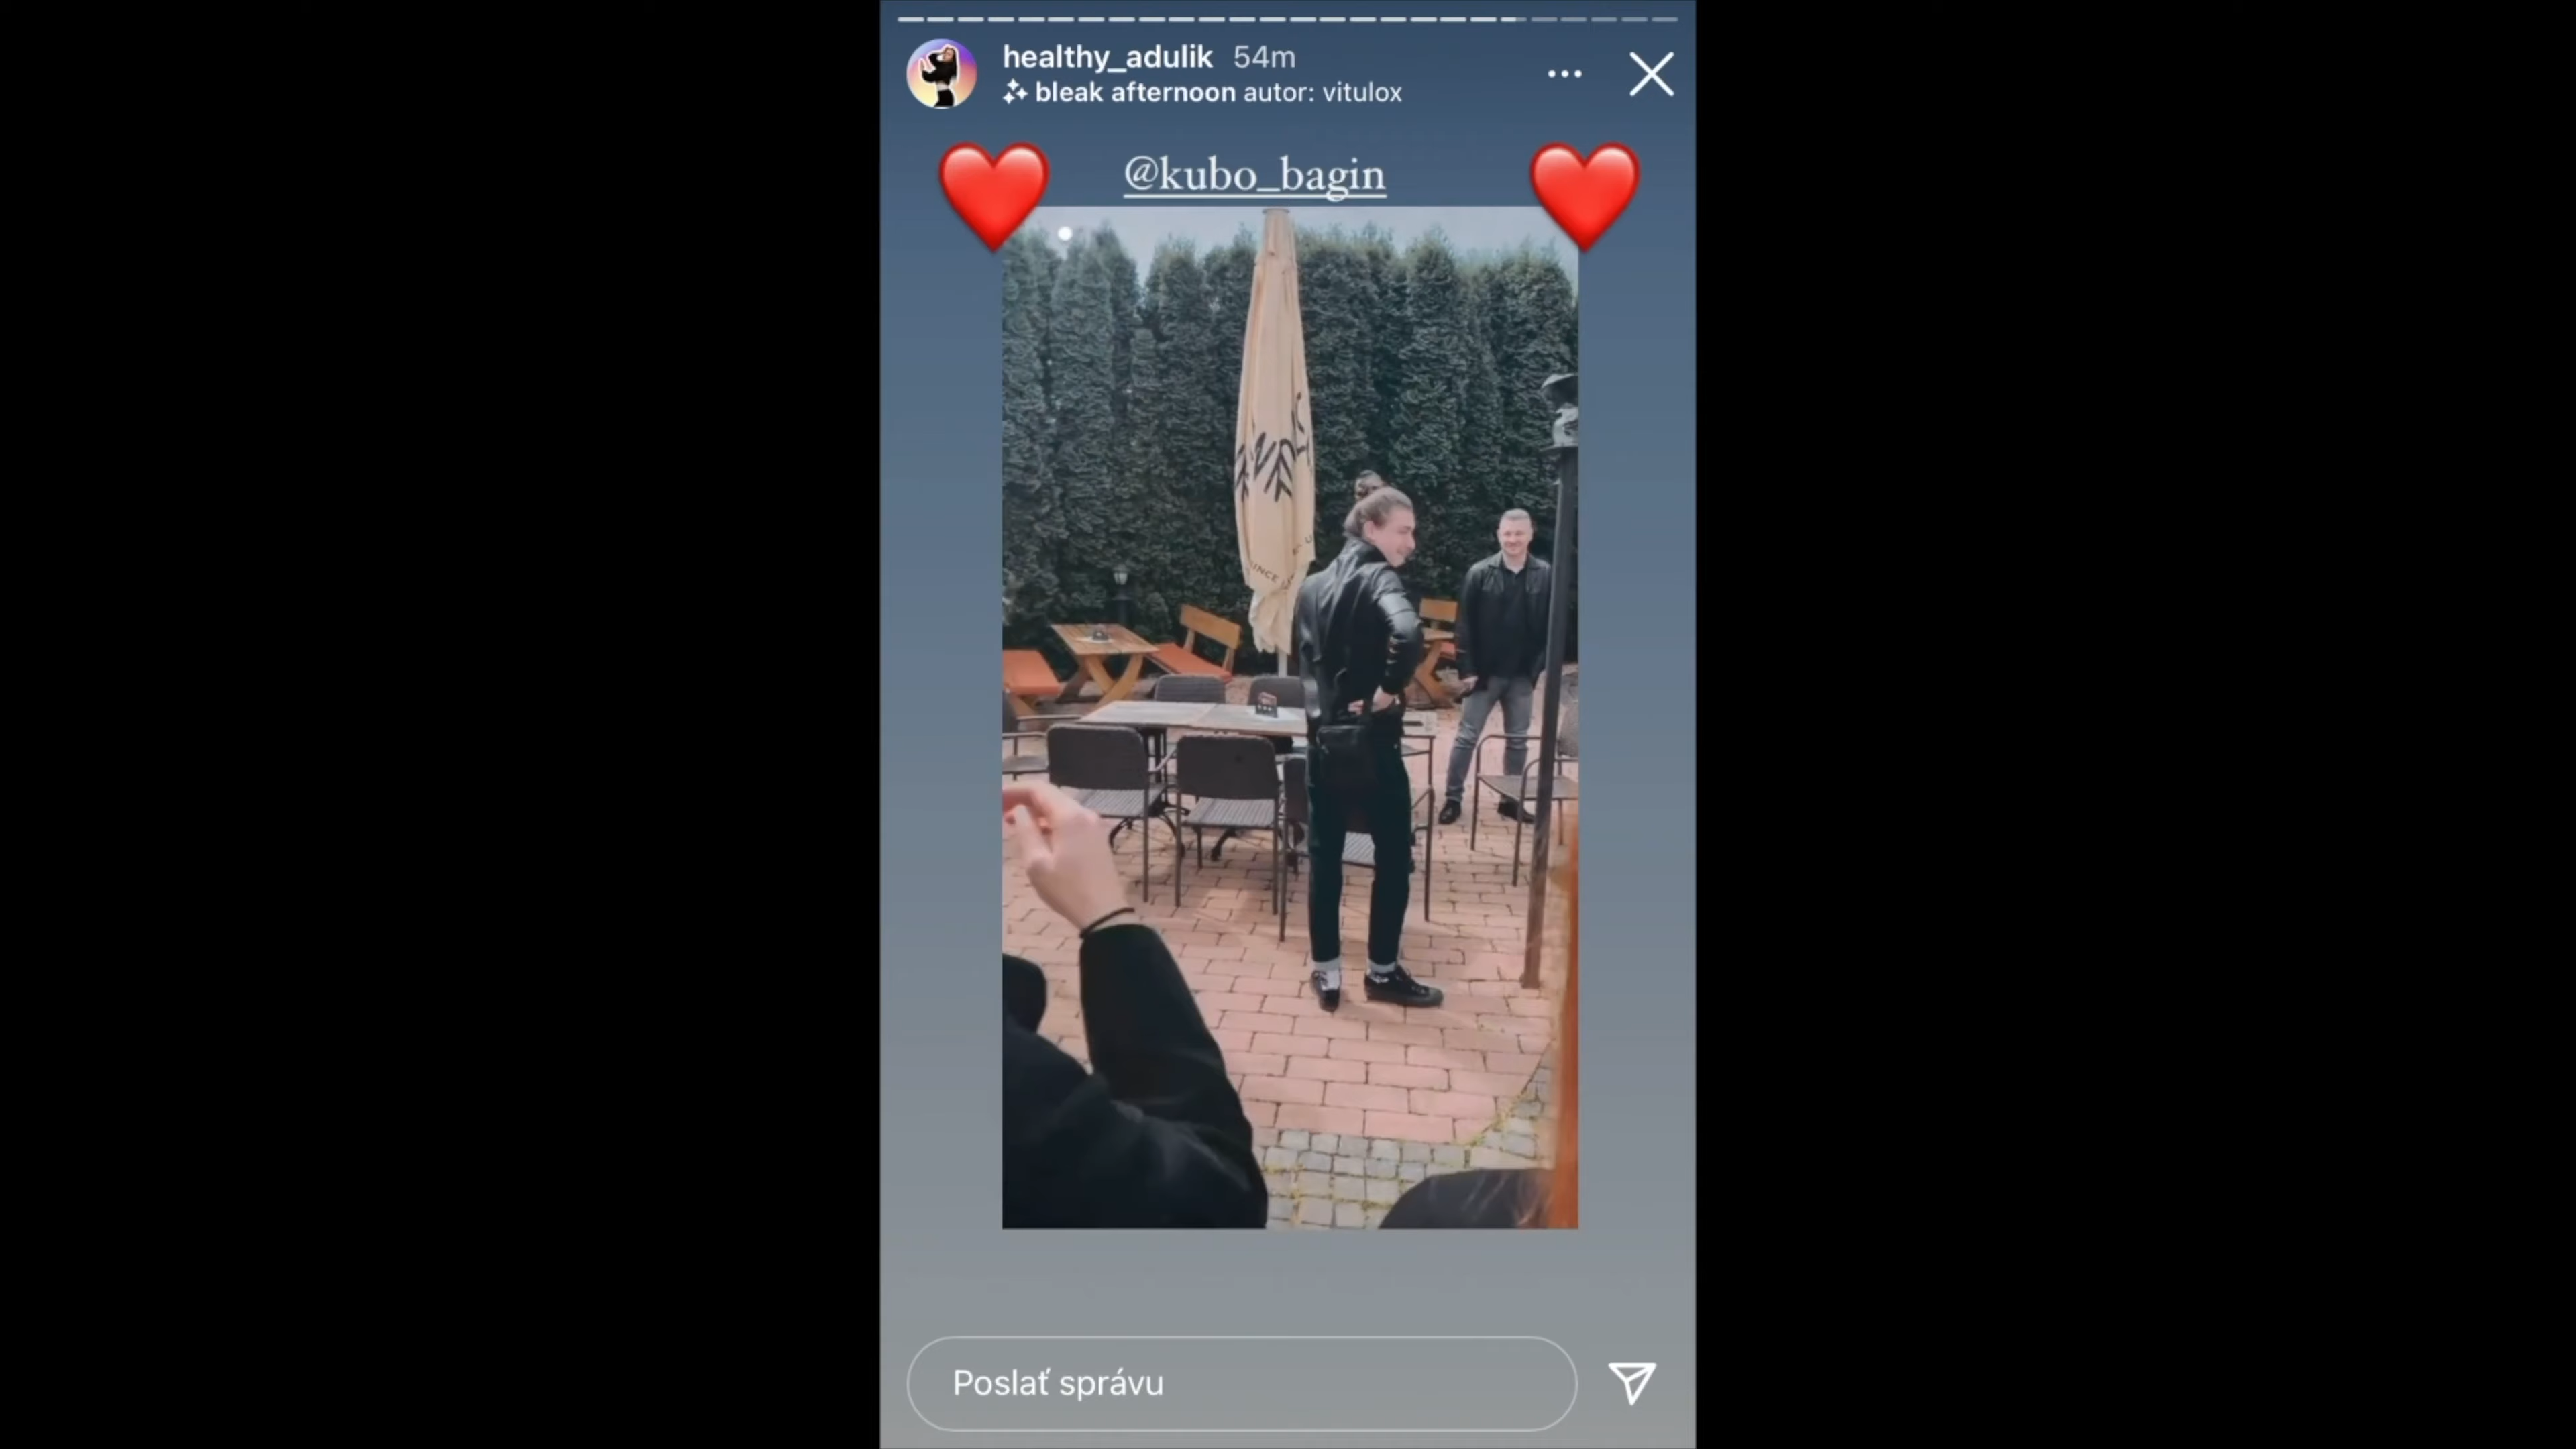 healthy_adulik 54m
bleak afternoon autor: vitulox
@kubo_bagin
Poslať správu